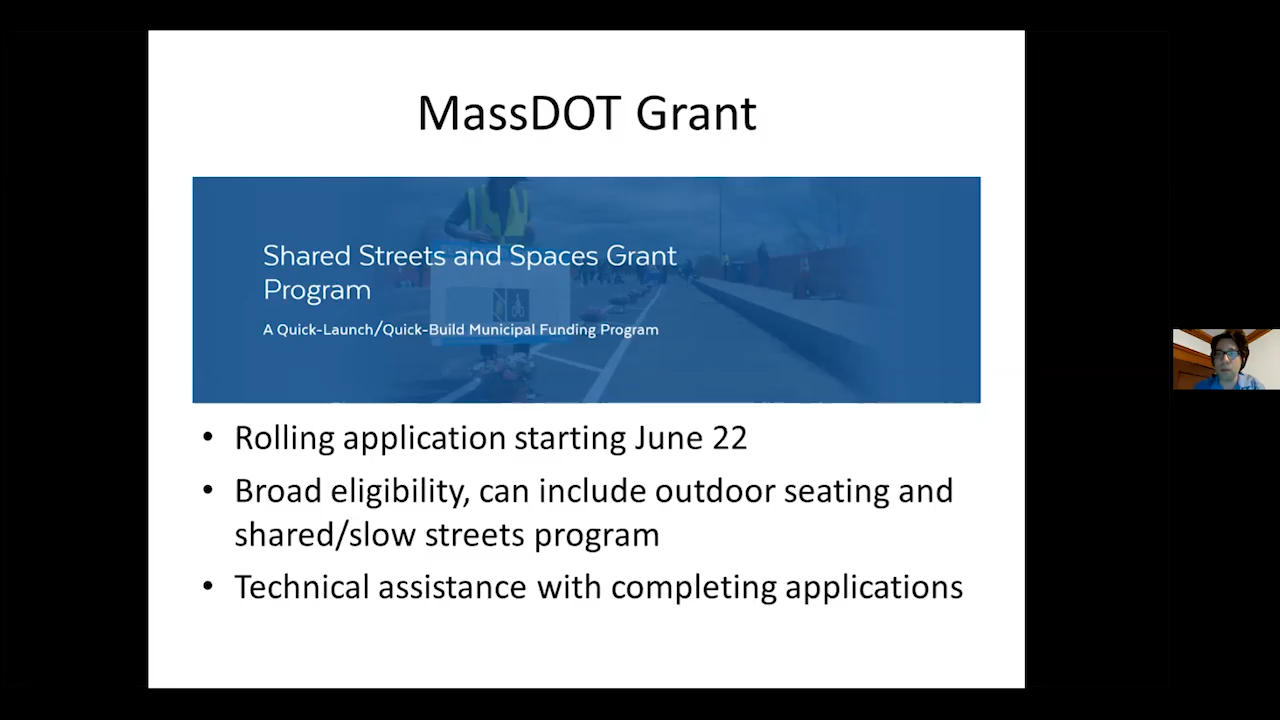 MassDOT Grant
Shared Streets and Spaces Grant
Program
A Quick-Launch/Quick-Build Municipal Funding Program
• Rolling application starting June 22
• Broad eligibility, can include outdoor seating and
shared/slow streets program
• Technical assistance with completing applications